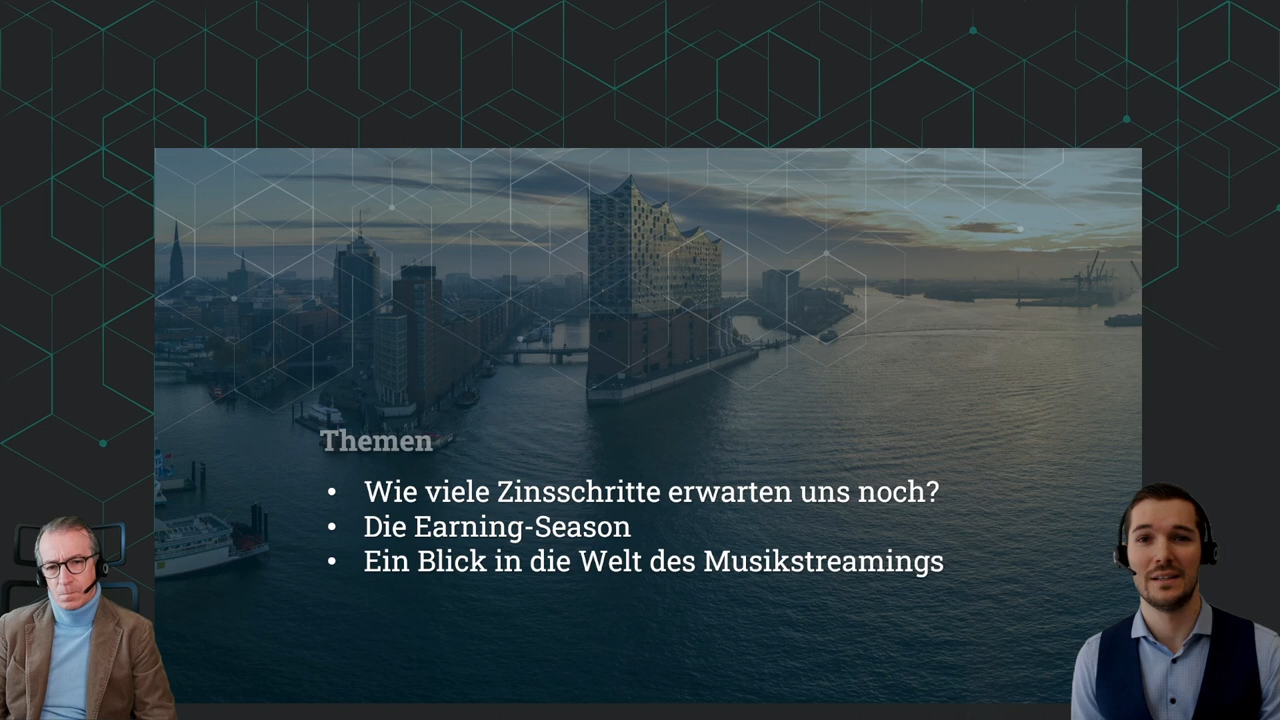 Themen
• Wie viele Zinsschritte erwarten uns noch?
• Die Earning-Season
• Ein Blick in die Welt des Musikstreamings